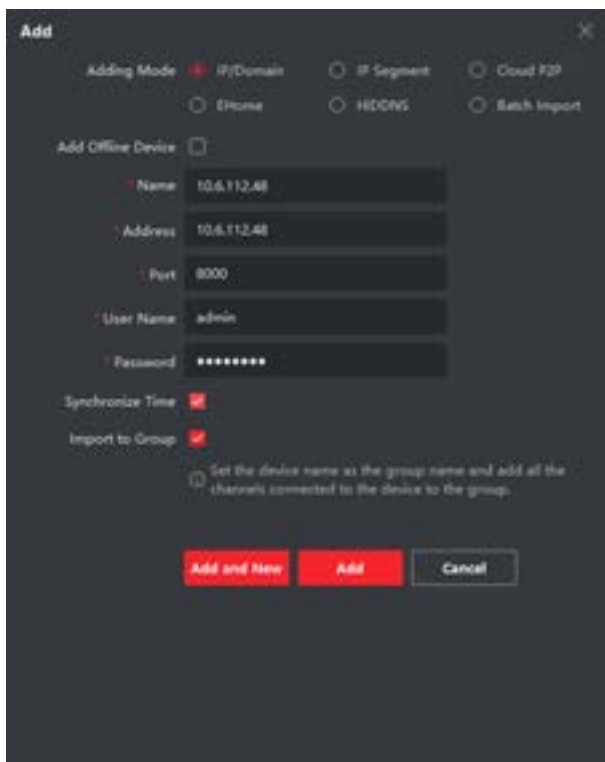 Add
Adding Mode IP/Domain IP Segment Cloud P2P
EHome HiDDNS Batch Import
Add Offline Device
* Name 10.6.112.48
* Address 10.6.112.48
* Port 8000
* User Name admin
* Password ••••••••
Synchronize Time
Import to Group
Set the device name as the group name and add all the
channels connected to the device to the group.
Add and New Add Cancel